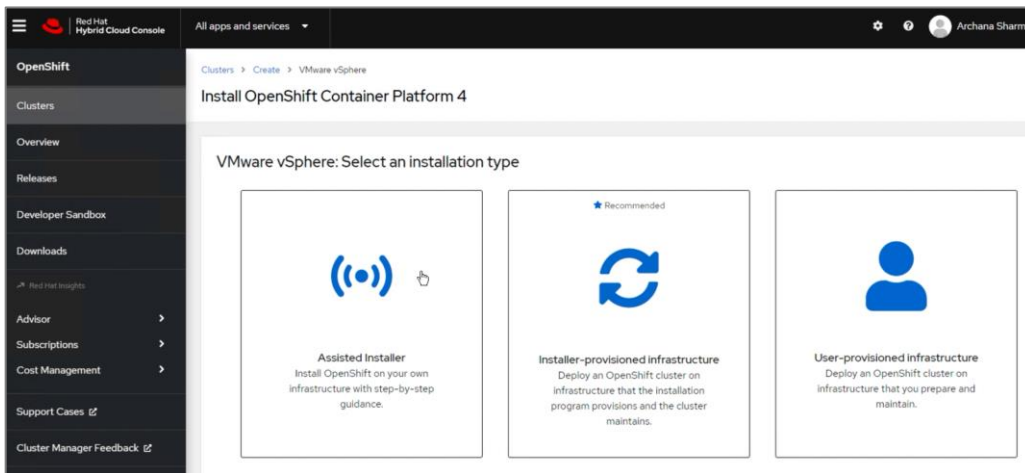 Red Hat
Hybrid Cloud Console
All apps and services
Archana Sharm
OpenShift
Clusters
Overview
Releases
Developer Sandbox
Downloads
Red Hat Insights
Advisor
Subscriptions
Cost Management
Support Cases
Cluster Manager Feedback
Clusters > Create > VMware vSphere
Install OpenShift Container Platform 4
VMware vSphere: Select an installation type
Assisted Installer
Install OpenShift on your own
infrastructure with step-by-step
guidance.
Recommended
Installer-provisioned infrastructure
Deploy an OpenShift cluster on
infrastructure that the installation
program provisions and the cluster
maintains.
User-provisioned infrastructure
Deploy an OpenShift cluster on
infrastructure that you prepare and
maintain.